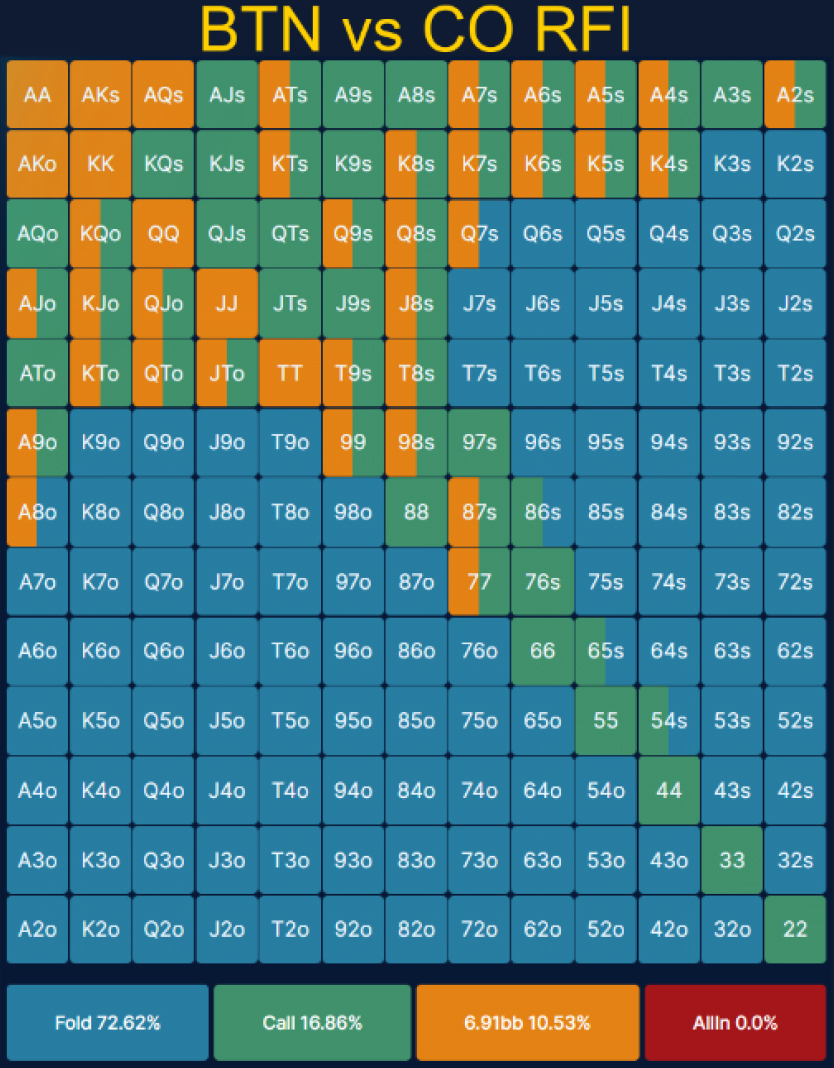 BTN vs CO RFI
AA AKs AQs AJs ATs A9s A8s A7s A6s A5s A4s A3s A2s
AKo KK KQs KJs KTs K9s K8s K7s K6s K5s K4s K3s K2s
AQo KQo QQ QJs QTs Q9s Q8s Q7s Q6s Q5s Q4s Q3s Q2s
AJo KJo QJo JJ JTs J9s J8s J7s J6s J5s J4s J3s J2s
ATo KTo QTo JTo TT T9s T8s T7s T6s T5s T4s T3s T2s
A9o K9o Q9o J9o T9o 99 98s 97s 96s 95s 94s 93s 92s
A8o K8o Q8o J8o T8o 98o 88 87s 86s 85s 84s 83s 82s
A7o K7o Q7o J7o T7o 97o 87o 77 76s 75s 74s 73s 72s
A6o K6o Q6o J6o T6o 96o 86o 76o 66 65s 64s 63s 62s
A5o K5o Q5o J5o T5o 95o 85o 75o 65o 55 54s 53s 52s
A4o K4o Q4o J4o T4o 94o 84o 74o 64o 54o 44 43s 42s
A3o K3o Q3o J3o T3o 93o 83o 73o 63o 53o 43o 33 32s
A2o K2o Q2o J2o T2o 92o 82o 72o 62o 52o 42o 32o 22
Fold 72.62% Call 16.86% 6.91bb 10.53% AllIn 0.0%